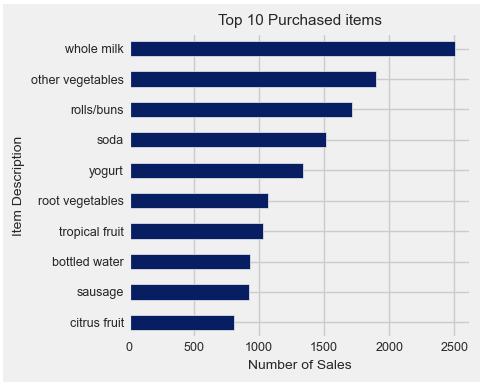 Top 10 Purchased items
Item Description
whole milk
other vegetables
rolls/buns
soda
yogurt
root vegetables
tropical fruit
bottled water
sausage
citrus fruit
0 500 1000 1500 2000 2500
Number of Sales